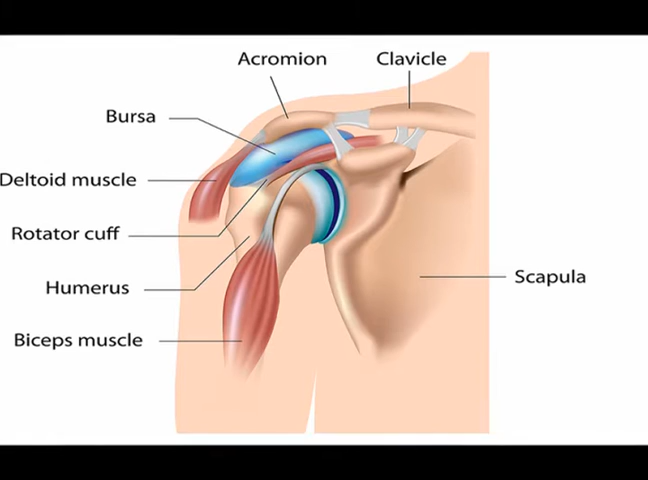 Acromion
Clavicle
Bursa
Deltoid muscle
Rotator cuff
Humerus
Scapula
Biceps muscle